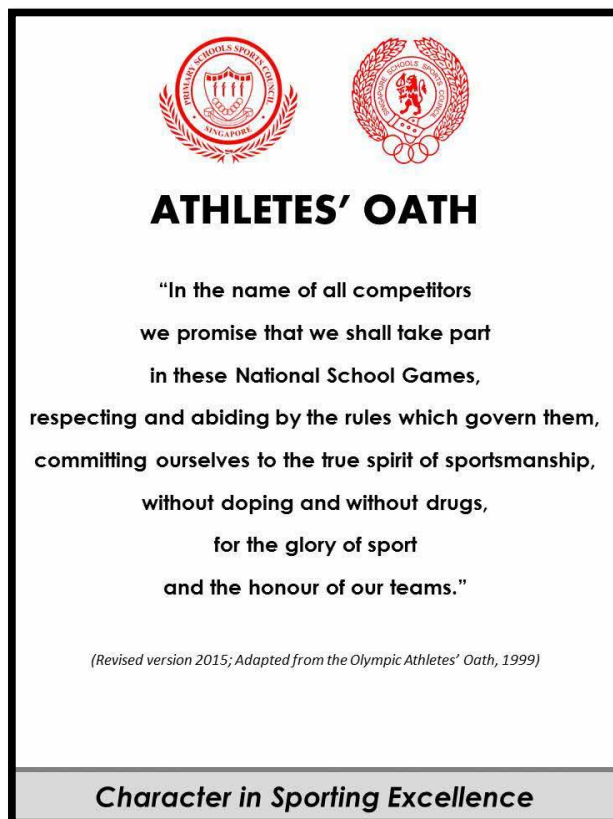 PRIMARY SCHOOLS SPORTS COUNCIL
SINGAPORE
SINGAPORE SCHOOLS SPORTS COUNCIL
ATHLETES’ OATH
“In the name of all competitors
we promise that we shall take part
in these National School Games,
respecting and abiding by the rules which govern them,
committing ourselves to the true spirit of sportsmanship,
without doping and without drugs,
for the glory of sport
and the honour of our teams.”
(Revised version 2015; Adapted from the Olympic Athletes’ Oath, 1999)
Character in Sporting Excellence